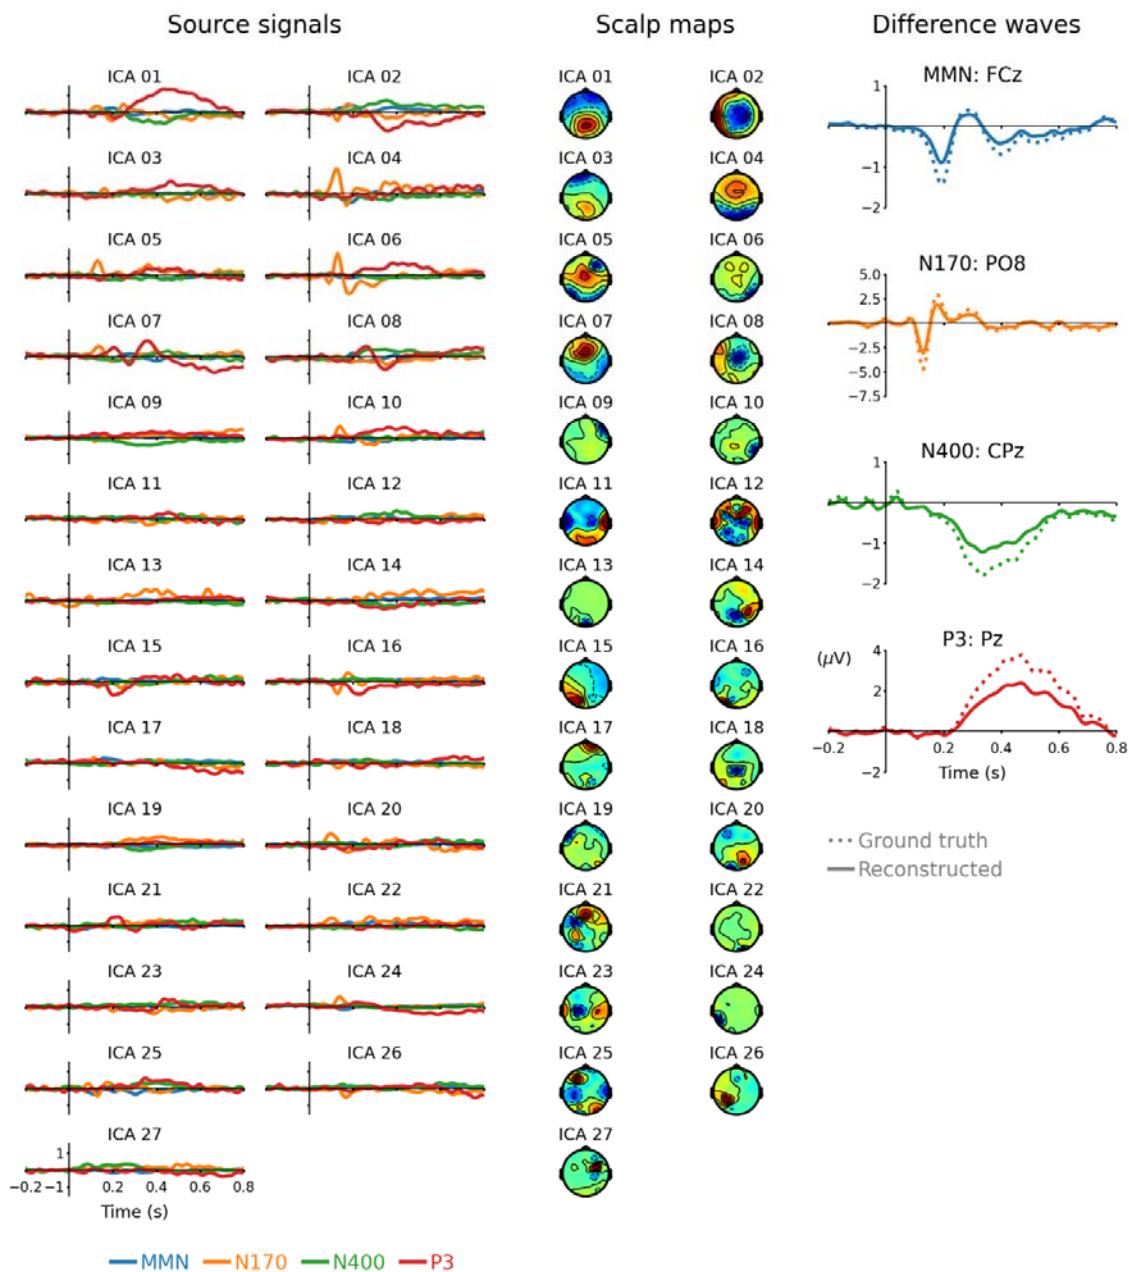 Source signals
Scalp maps
Difference waves
ICA 01
ICA 02
ICA 03
ICA 04
ICA 05
ICA 06
ICA 07
ICA 08
ICA 09
ICA 10
ICA 11
ICA 12
ICA 13
ICA 14
ICA 15
ICA 16
ICA 17
ICA 18
ICA 19
ICA 20
ICA 21
ICA 22
ICA 23
ICA 24
ICA 25
ICA 26
ICA 27
1
−0.2 −1 0.2 0.4 0.6 0.8
Time (s)
MMN N170 N400 P3
ICA 01
ICA 02
ICA 03
ICA 04
ICA 05
ICA 06
ICA 07
ICA 08
ICA 09
ICA 10
ICA 11
ICA 12
ICA 13
ICA 14
ICA 15
ICA 16
ICA 17
ICA 18
ICA 19
ICA 20
ICA 21
ICA 22
ICA 23
ICA 24
ICA 25
ICA 26
ICA 27
MMN: FCz
1
−1
−2
N170: PO8
5.0
2.5
−2.5
−5.0
−7.5
N400: CPz
1
−1
−2
P3: Pz
(μV)
4
2
−0.2 0.2 0.4 0.6 0.8
−2
Time (s)
Ground truth
Reconstructed